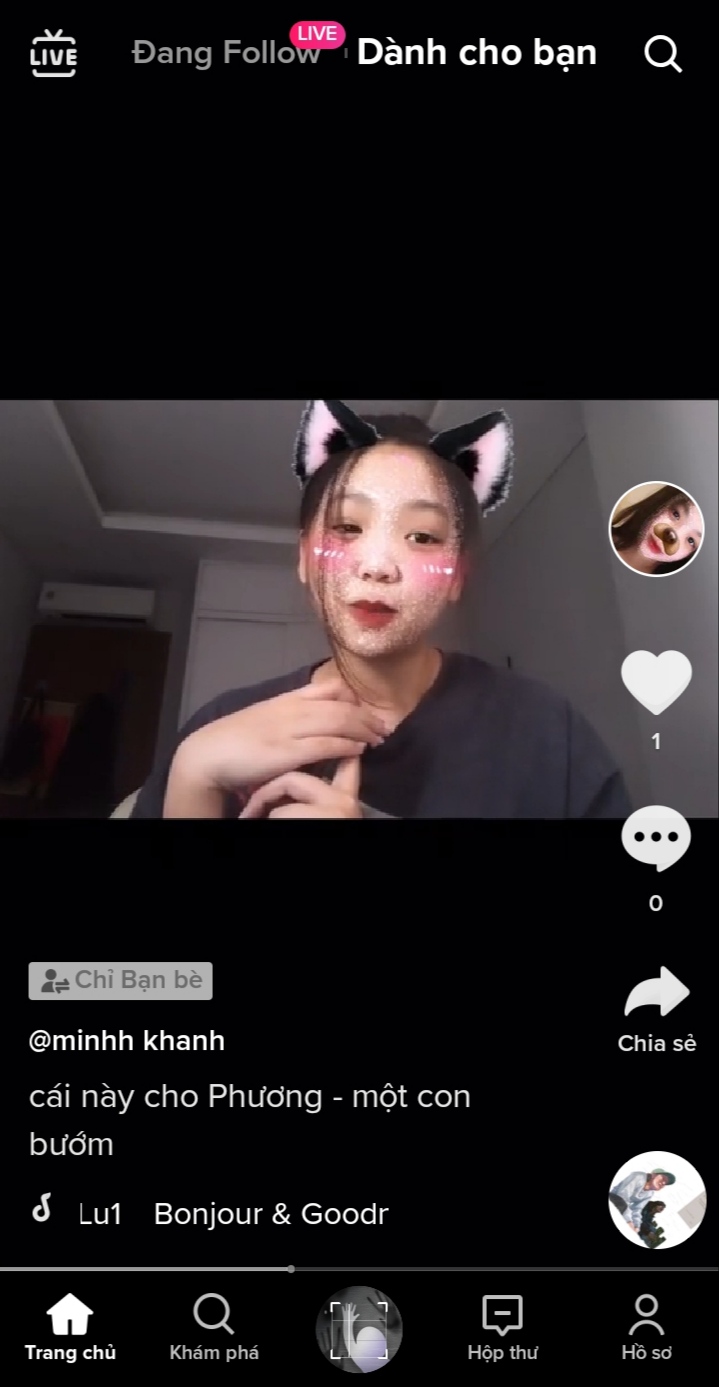 LIVE
LIVE
Đang Follow
Dành cho bạn
1
0
Chỉ Bạn bè
@minhh khanh
Chia sẻ
cái này cho Phương - một con
bướm
Lu1 Bonjour & Goodr
Trang chủ
Khám phá
Hộp thư
Hồ sơ